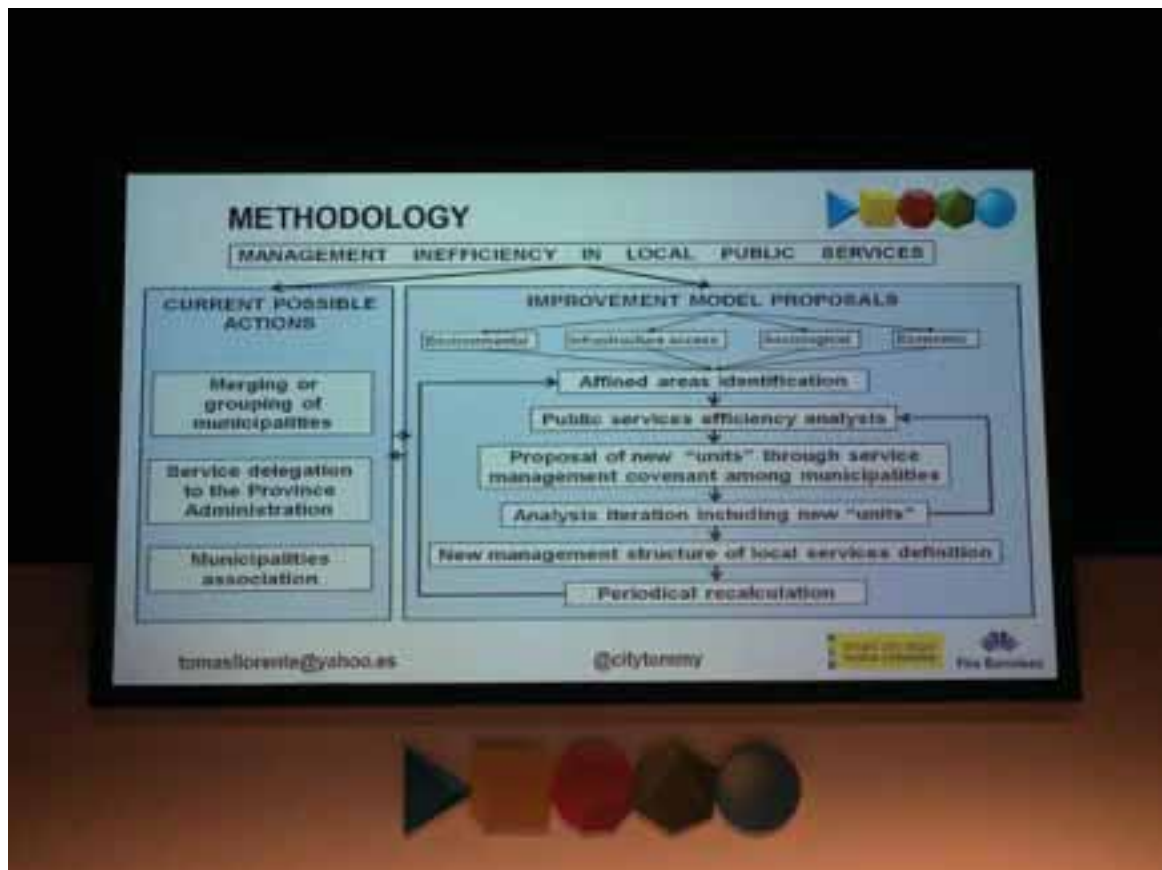 METHODOLOGY
MANAGEMENT INEFFICIENCY IN LOCAL PUBLIC SERVICES
CURRENT POSSIBLE
ACTIONS
Merging or
grouping of
municipalities
Service delegation
to the Province
Administration
Municipalities
association
IMPROVEMENT MODEL PROPOSALS
Environmental
Infrastructure access
Sociological
Economic
Affined areas identification
Public services efficiency analysis
Proposal of new "units" through service
management covenant among municipalities
Analysis iteration including new "units"
New management structure of local services definition
Periodical recalculation
tomasllorente@yahoo.es
@citytommy
Fira Barcelona